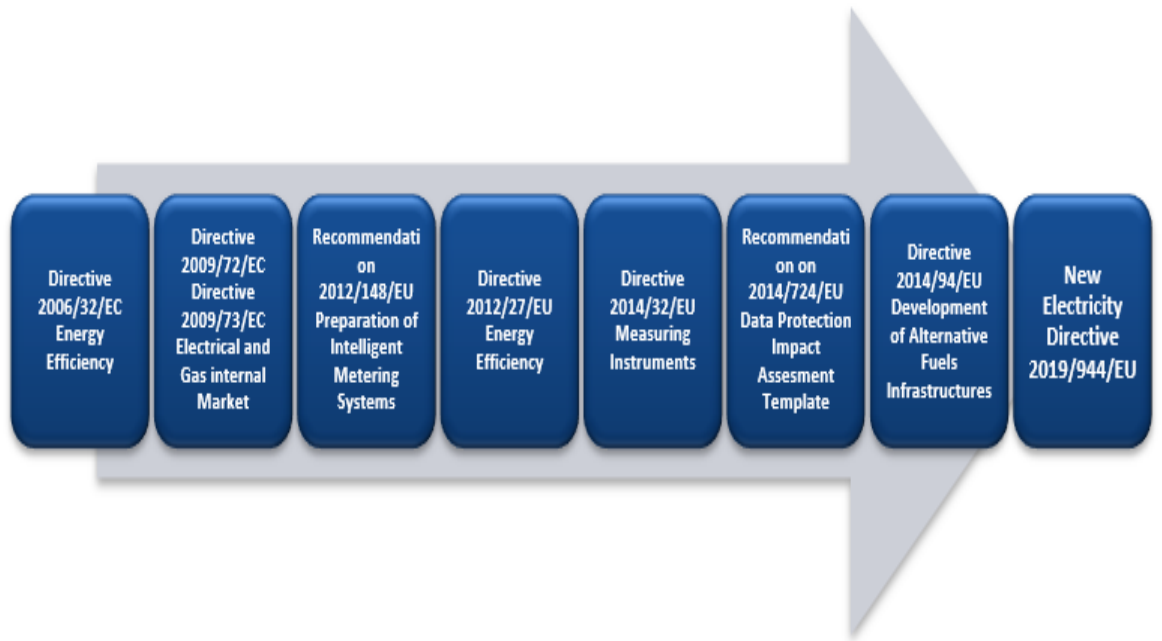 Directive
2006/32/EC
Energy
Efficiency
Directive
2009/72/EC
Directive
2009/73/EC
Electrical and
Gas internal
Market
Recommendati
on
2012/148/EU
Preparation of
Intelligent
Metering
Systems
Directive
2012/27/EU
Energy
Efficiency
Directive
2014/32/EU
Measuring
Instruments
Recommendati
on on
2014/724/EU
Data Protection
Impact
Assesment
Template
Directive
2014/94/EU
Development
of Alternative
Fuels
Infrastructures
New
Electricity
Directive
2019/944/EU